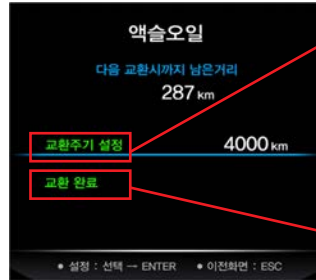 액슬오일
다음 교환시까지 남은거리
287 km
교환주기 설정 4000 km
교환 완료
● 설정 : 선택 → ENTER ● 이전화면 : ESC